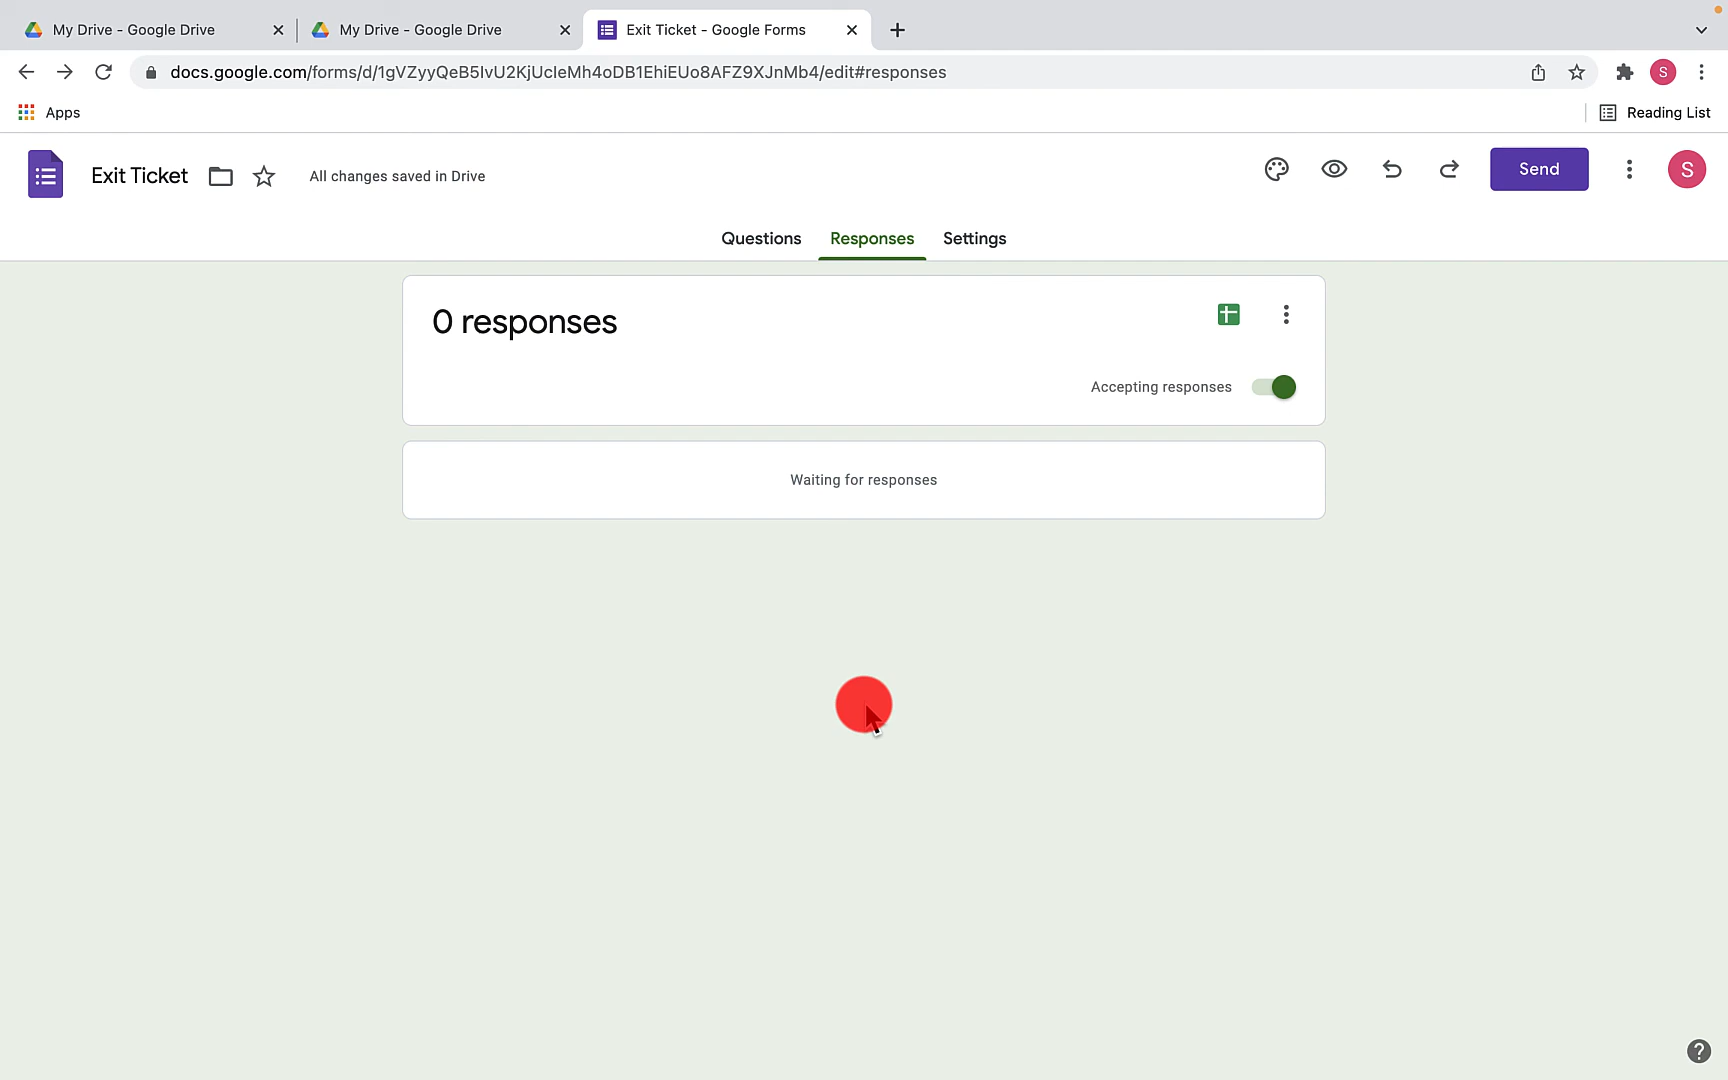 My Drive - Google Drive
My Drive - Google Drive
Exit Ticket - Google Forms
docs.google.com/forms/d/1gVZyyQeB5IvU2KjUcIeMh4oDB1EhiEUo8AFZ9XJnMb4/edit#responses
S
Apps
Reading List
Exit Ticket
All changes saved in Drive
Send
S
Questions
Responses
Settings
0 responses
Accepting responses
Waiting for responses
?